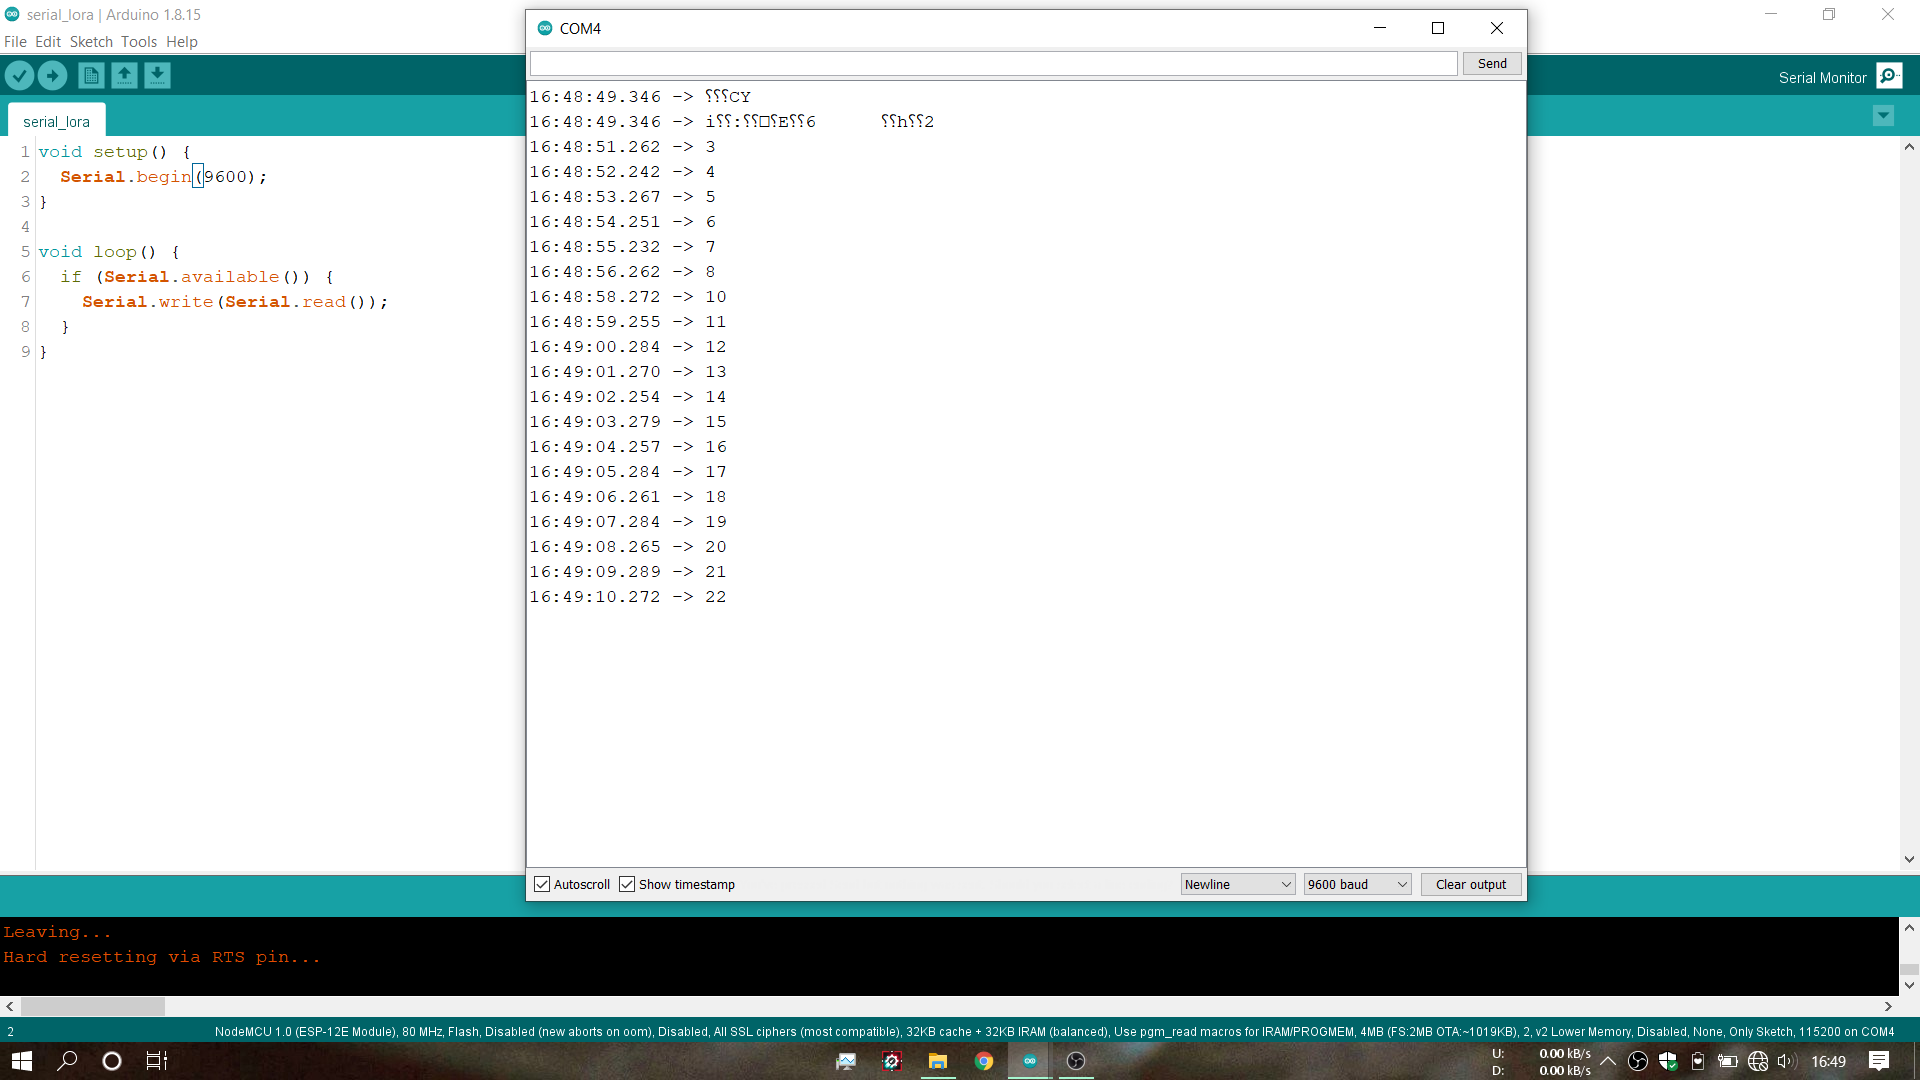 serial_lora | Arduino 1.8.15
File Edit Sketch Tools Help
Serial Monitor
serial_lora
1 void setup() {
2   Serial.begin(9600);
3 }
4
5 void loop() {
6   if (Serial.available()) {
7     Serial.write(Serial.read());
8   }
9 }
COM4
Send
16:48:49.346 -> ⸮⸮⸮CY
16:48:49.346 -> i⸮⸮:⸮⸮□⸮E⸮⸮6      ⸮⸮h⸮⸮2
16:48:51.262 -> 3
16:48:52.242 -> 4
16:48:53.267 -> 5
16:48:54.251 -> 6
16:48:55.232 -> 7
16:48:56.262 -> 8
16:48:58.272 -> 10
16:48:59.255 -> 11
16:49:00.284 -> 12
16:49:01.270 -> 13
16:49:02.254 -> 14
16:49:03.279 -> 15
16:49:04.257 -> 16
16:49:05.284 -> 17
16:49:06.261 -> 18
16:49:07.284 -> 19
16:49:08.265 -> 20
16:49:09.289 -> 21
16:49:10.272 -> 22
Autoscroll Show timestamp Newline 9600 baud Clear output
Leaving...
Hard resetting via RTS pin...
2 NodeMCU 1.0 (ESP-12E Module), 80 MHz, Flash, Disabled (new aborts on oom), Disabled, All SSL ciphers (most compatible), 32KB cache + 32KB IRAM (balanced), Use pgm_read macros for IRAM/PROGMEM, 4MB (FS:2MB OTA:~1019KB), 2, v2 Lower Memory, Disabled, None, Only Sketch, 115200 on COM4
U: 0.00 kB/s
D: 0.00 kB/s
16:49